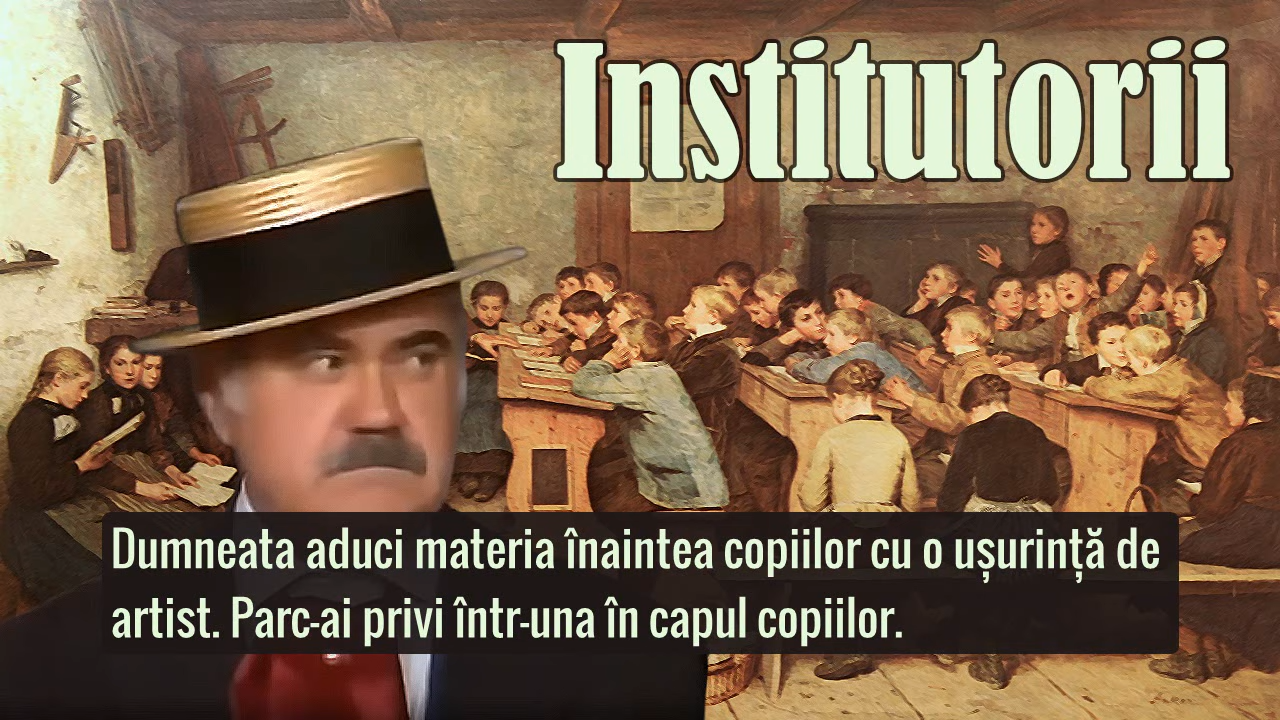 Institutorii
Dumneata aduci materia înaintea copiilor cu o ușurință de
artist. Parc-ai privi într-una în capul copiilor.